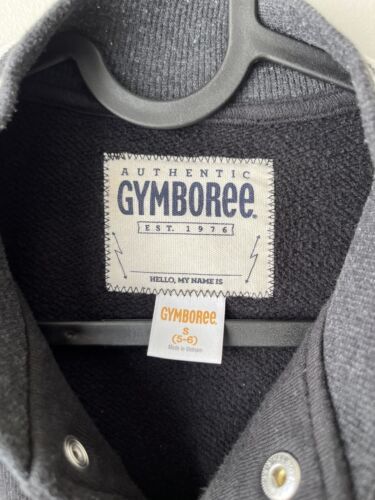 AUTHENTIC
GYMBOREE
EST. 1976
HELLO, MY NAME IS
GYMBOREE
S
(5-6)
Made in Vietnam